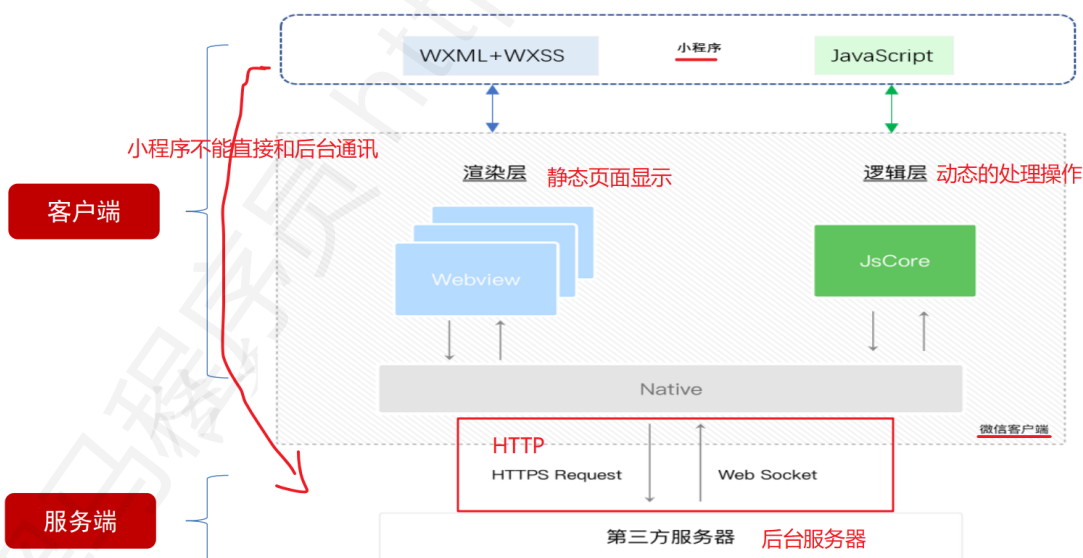 WXML+WXSS
小程序
JavaScript
小程序不能直接和后台通讯
渲染层
静态页面显示
逻辑层
动态的处理操作
客户端
Webview
JsCore
Native
微信客户端
HTTP
HTTPS Request
Web Socket
服务端
第三方服务器
后台服务器